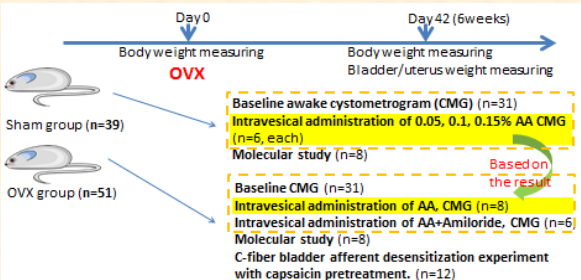 Day 0
Day 42 (6weeks)
Body weight measuring
OVX
Body weight measuring
Bladder/uterus weight measuring
Sham group (n=39)
Baseline awake cystometrogram (CMG) (n=31)
Intravesical administration of 0.05, 0.1, 0.15% AA CMG
(n=6, each)
Molecular study (n=8)
Based on
the result
OVX group (n=51)
Baseline CMG (n=31)
Intravesical administration of AA, CMG (n=8)
Intravesical administration of AA+Amiloride, CMG (n=6)
Molecular study (n=8)
C-fiber bladder afferent desensitization experiment
with capsaicin pretreatment. (n=12)